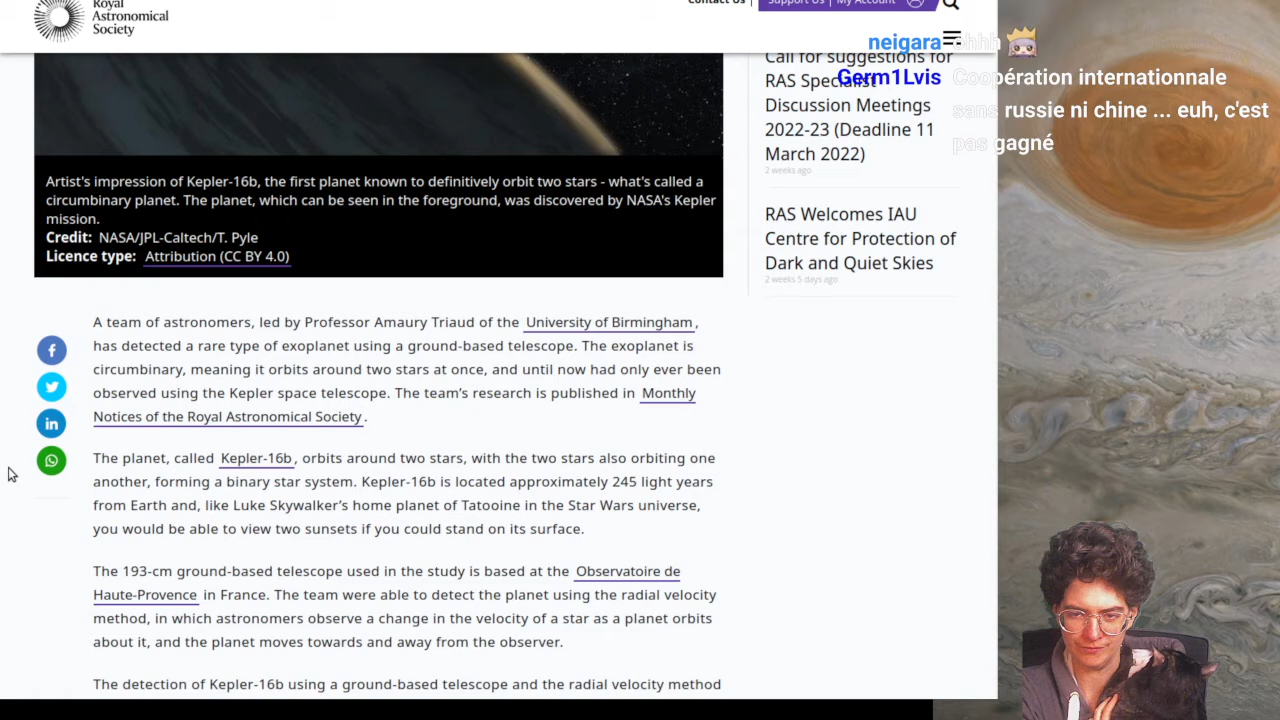 Royal
Astronomical
Society
Contact Us
Support Us | My Account
Artist's impression of Kepler-16b, the first planet known to definitively orbit two stars - what's called a
circumbinary planet. The planet, which can be seen in the foreground, was discovered by NASA's Kepler
mission.
Credit: NASA/JPL-Caltech/T. Pyle
Licence type: Attribution (CC BY 4.0)
A team of astronomers, led by Professor Amaury Triaud of the University of Birmingham,
has detected a rare type of exoplanet using a ground-based telescope. The exoplanet is
circumbinary, meaning it orbits around two stars at once, and until now had only ever been
observed using the Kepler space telescope. The team's research is published in Monthly
Notices of the Royal Astronomical Society.
The planet, called Kepler-16b, orbits around two stars, with the two stars also orbiting one
another, forming a binary star system. Kepler-16b is located approximately 245 light years
from Earth and, like Luke Skywalker's home planet of Tatooine in the Star Wars universe,
you would be able to view two sunsets if you could stand on its surface.
The 193-cm ground-based telescope used in the study is based at the Observatoire de
Haute-Provence in France. The team were able to detect the planet using the radial velocity
method, in which astronomers observe a change in the velocity of a star as a planet orbits
about it, and the planet moves towards and away from the observer.
The detection of Kepler-16b using a ground-based telescope and the radial velocity method
Call for suggestions for
RAS Specialist
Discussion Meetings
2022-23 (Deadline 11
March 2022)
2 weeks ago
RAS Welcomes IAU
Centre for Protection of
Dark and Quiet Skies
2 weeks 5 days ago
neigara ohhh
Germ1Lvis Coopération internationnale
sans russie ni chine ... euh, c'est
pas gagné